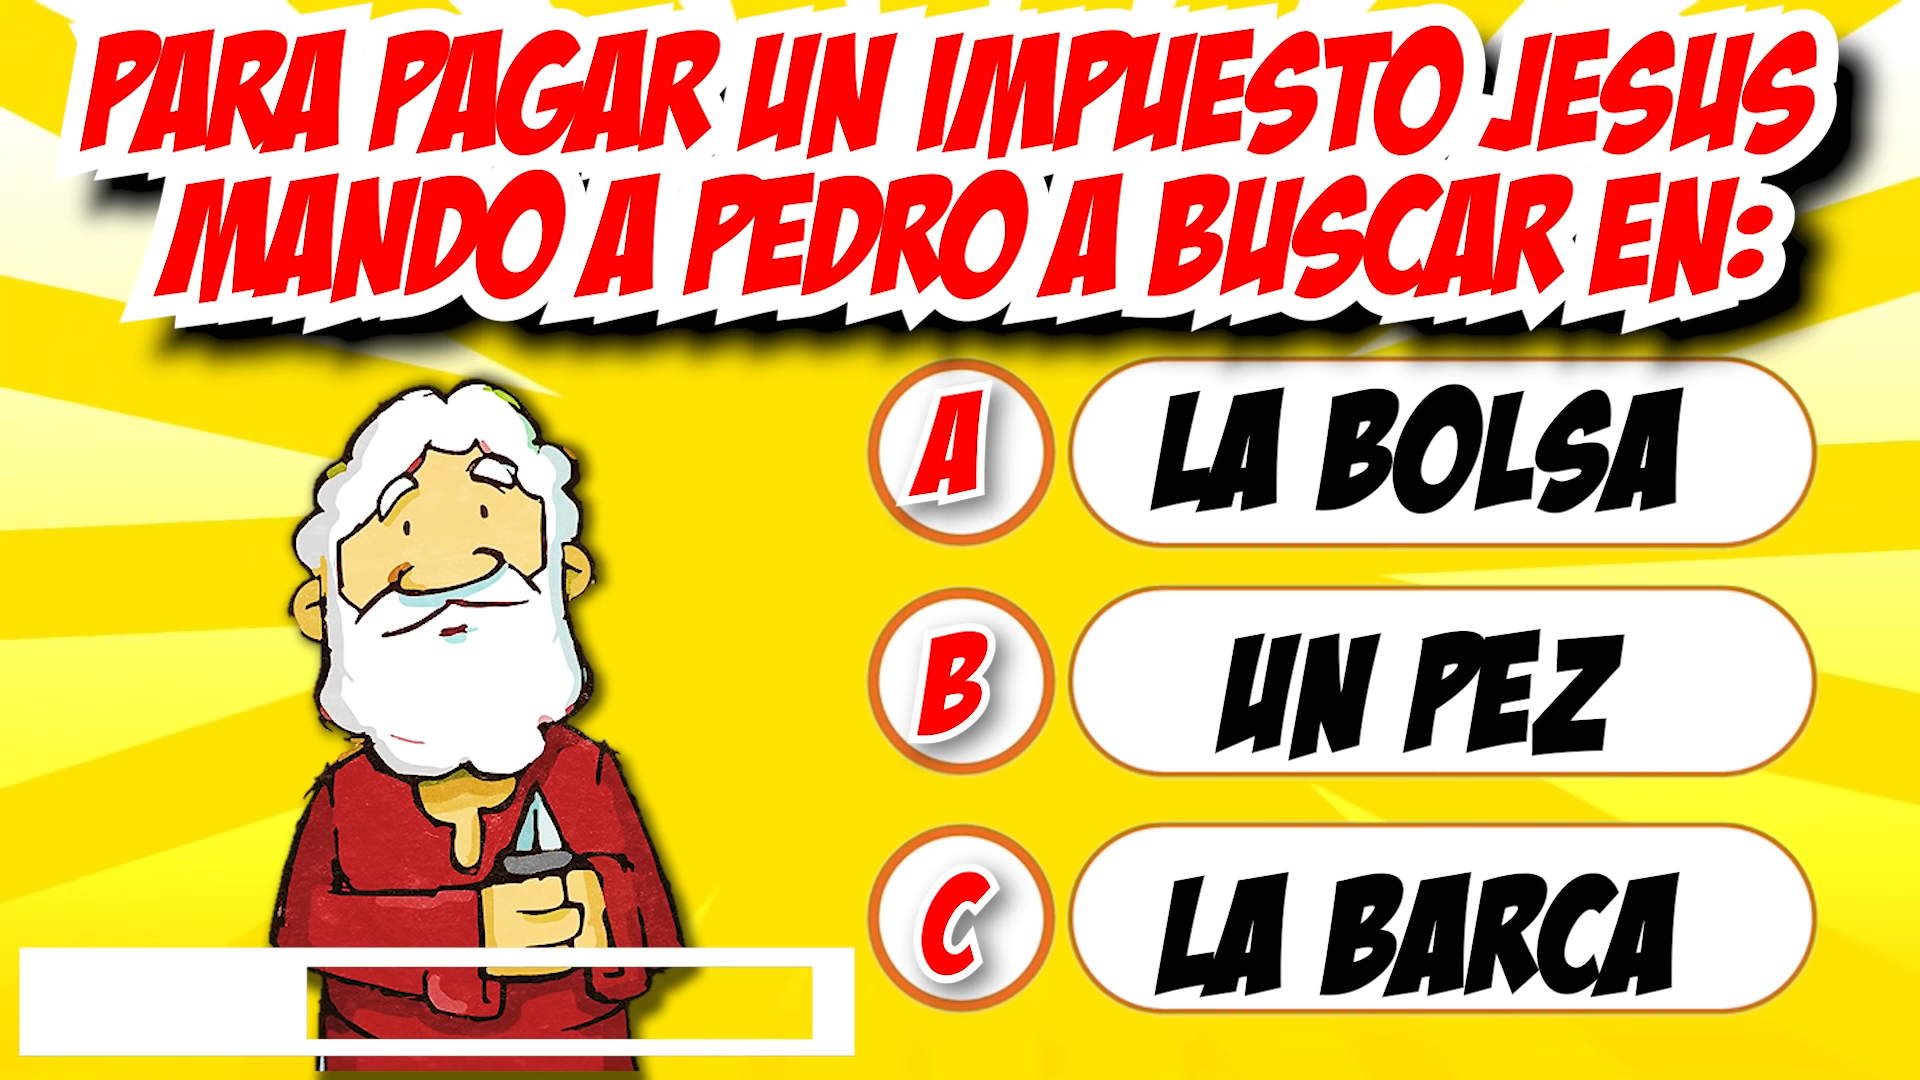 PARA PAGAR UN IMPUESTO JESUS
MANDO A PEDRO A BUSCAR EN:
A LA BOLSA
B UN PEZ
C LA BARCA